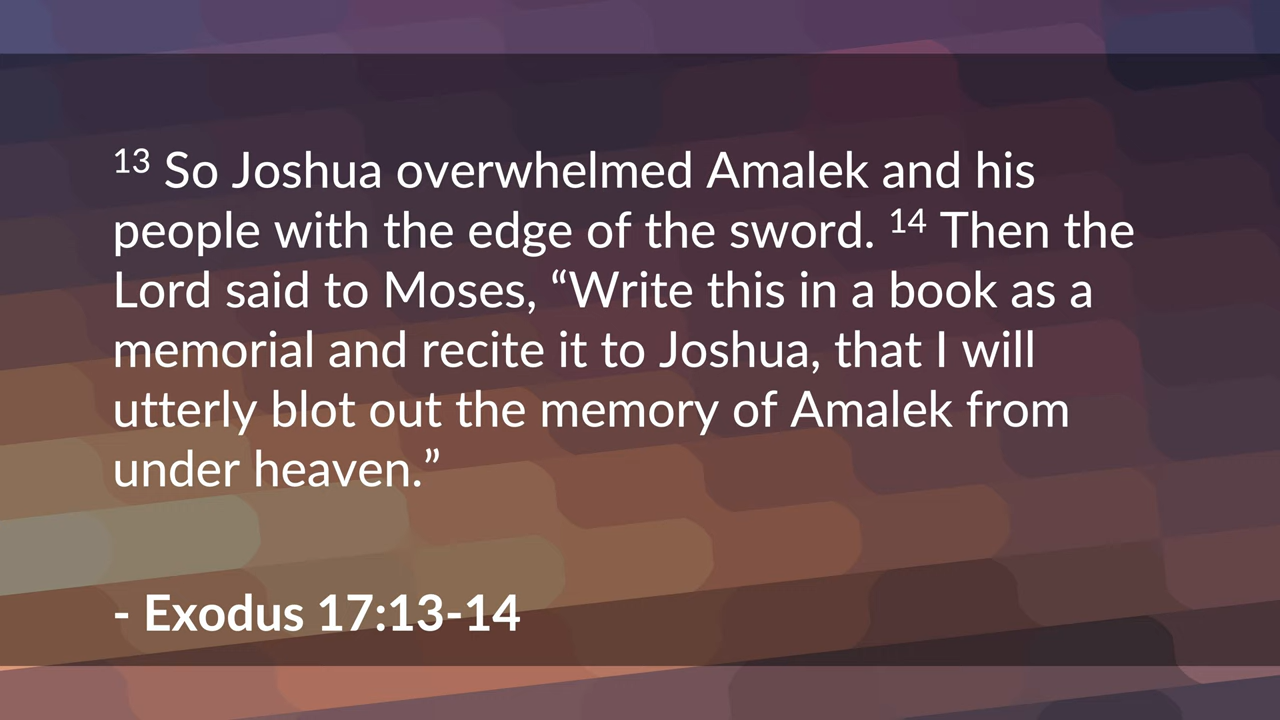 ¹³ So Joshua overwhelmed Amalek and his
people with the edge of the sword. ¹⁴ Then the
Lord said to Moses, “Write this in a book as a
memorial and recite it to Joshua, that I will
utterly blot out the memory of Amalek from
under heaven.”
- Exodus 17:13-14